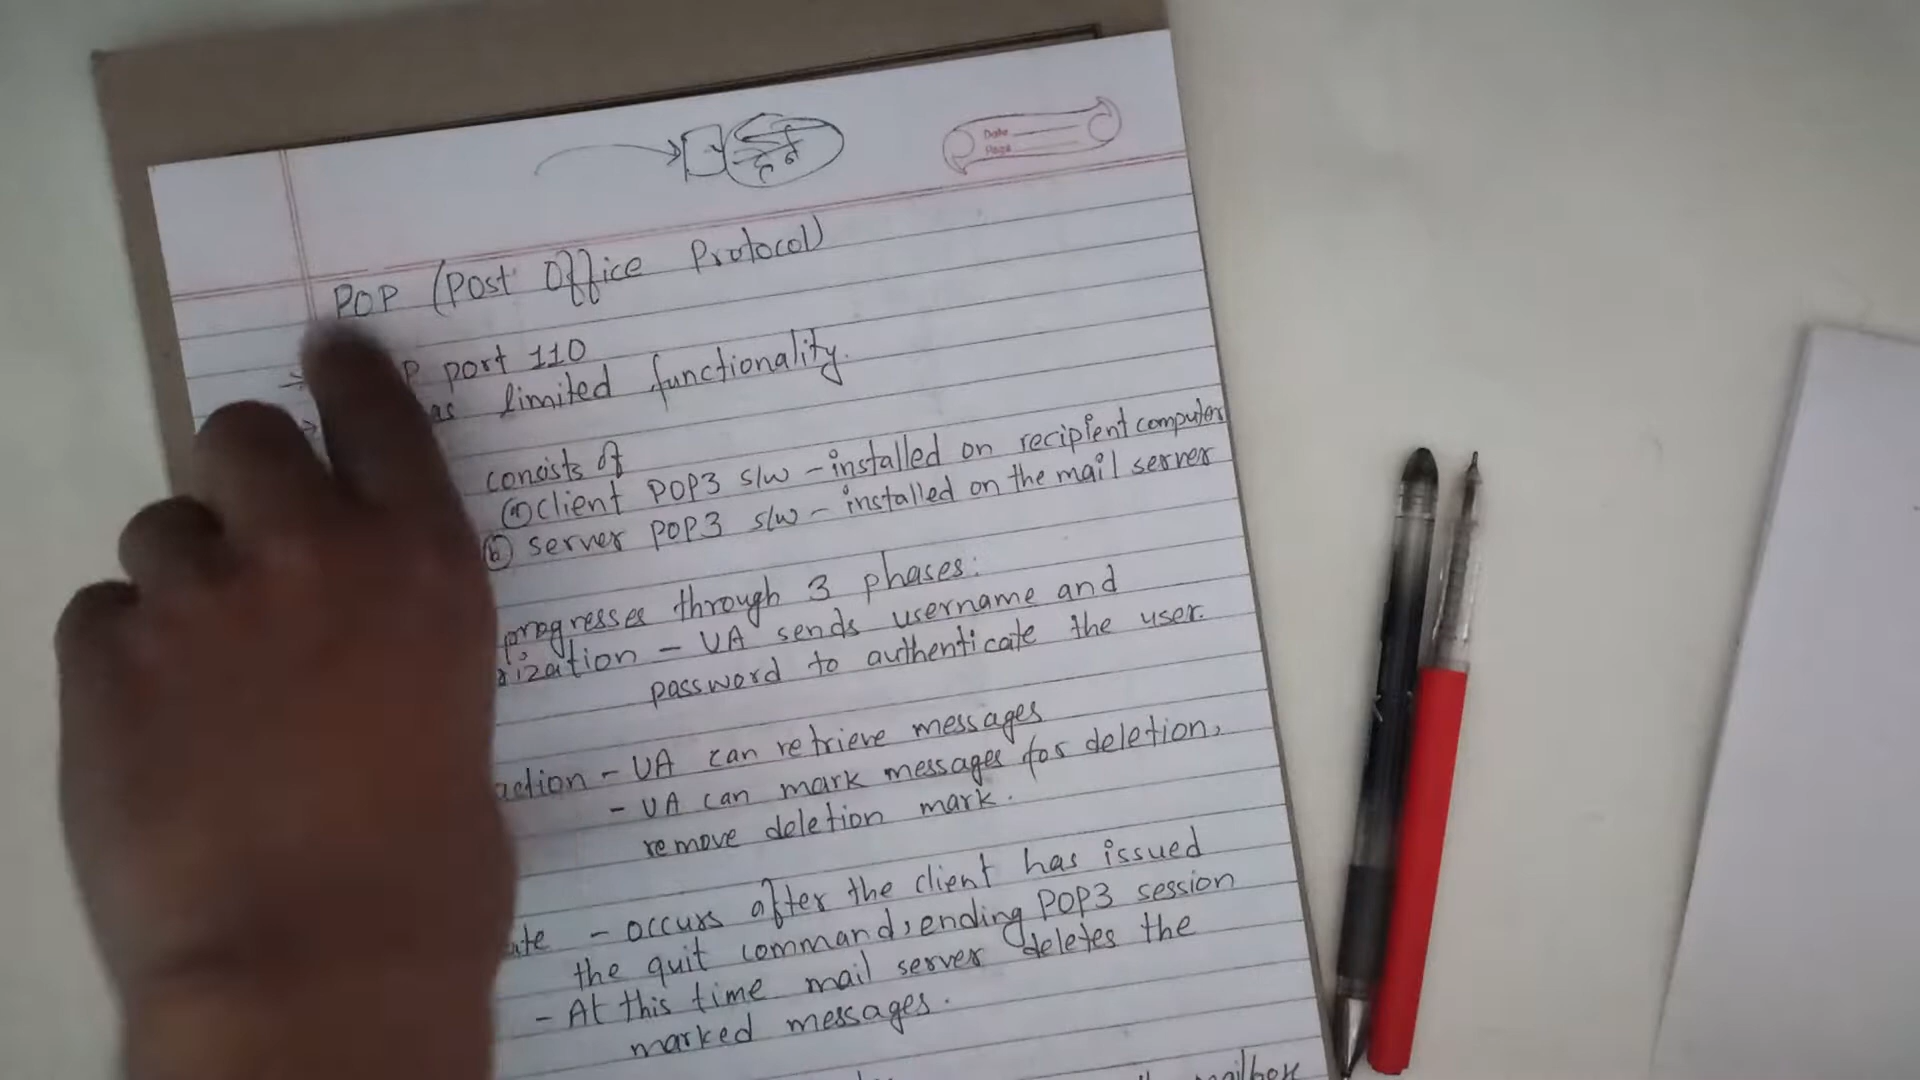 Date
Page
POP (Post Office Protocol)
→ P port 110
→ as limited functionality.
consists of
(a) client POP3 s/w - installed on recipient computer
(b) server POP3 s/w - installed on the mail server
progresses through 3 phases:
ization - UA sends username and
password to authenticate the user.
action - UA can retrieve messages
- UA can mark messages for deletion,
remove deletion mark.
ate - occurs after the client has issued
the quit command, ending POP3 session
- At this time mail server deletes the
marked messages.
mailbox